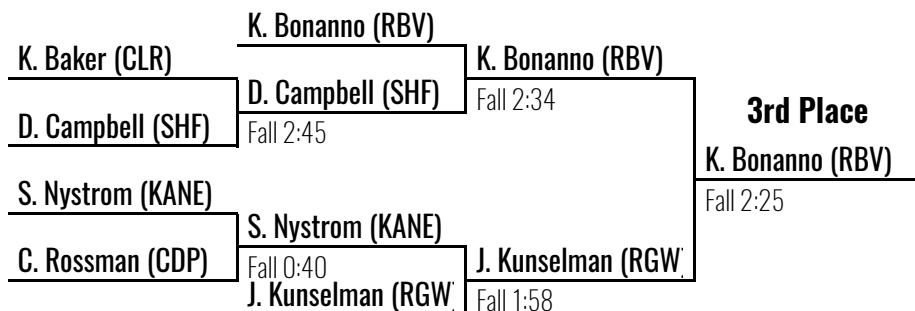 K. Bonanno (RBV)
K. Baker (CLR)
K. Bonanno (RBV)
D. Campbell (SHF)
Fall 2:34
3rd Place
D. Campbell (SHF)
Fall 2:45
K. Bonanno (RBV)
S. Nystrom (KANE)
Fall 2:25
S. Nystrom (KANE)
C. Rossman (CDP)
Fall 0:40
J. Kunselman (RGW)
J. Kunselman (RGW)
Fall 1:58